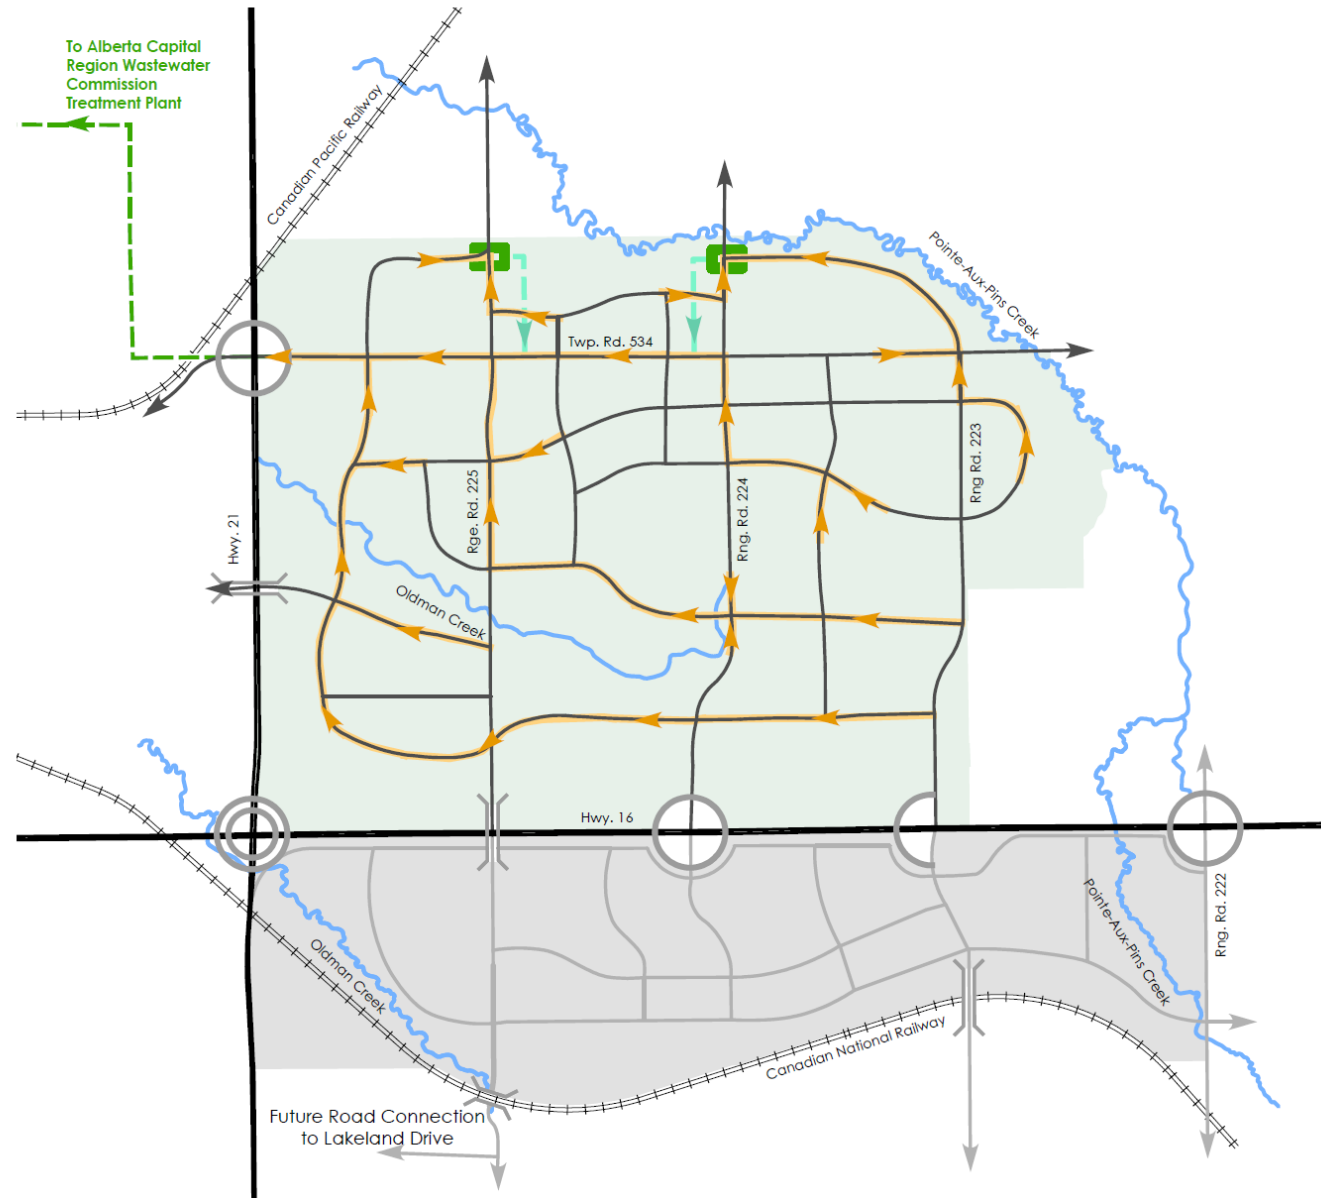 To Alberta Capital
Region Wastewater
Commission
Treatment Plant
Canadian Pacific Railway
Pointe-Aux-Pins Creek
Twp. Rd. 534
Rng Rd. 223
Rge. Rd. 225
Rng. Rd. 224
Hwy. 21
Oldman Creek
Hwy. 16
Rng. Rd. 222
Pointe-Aux-Pins Creek
Oldman Creek
Canadian National Railway
Future Road Connection
to Lakeland Drive